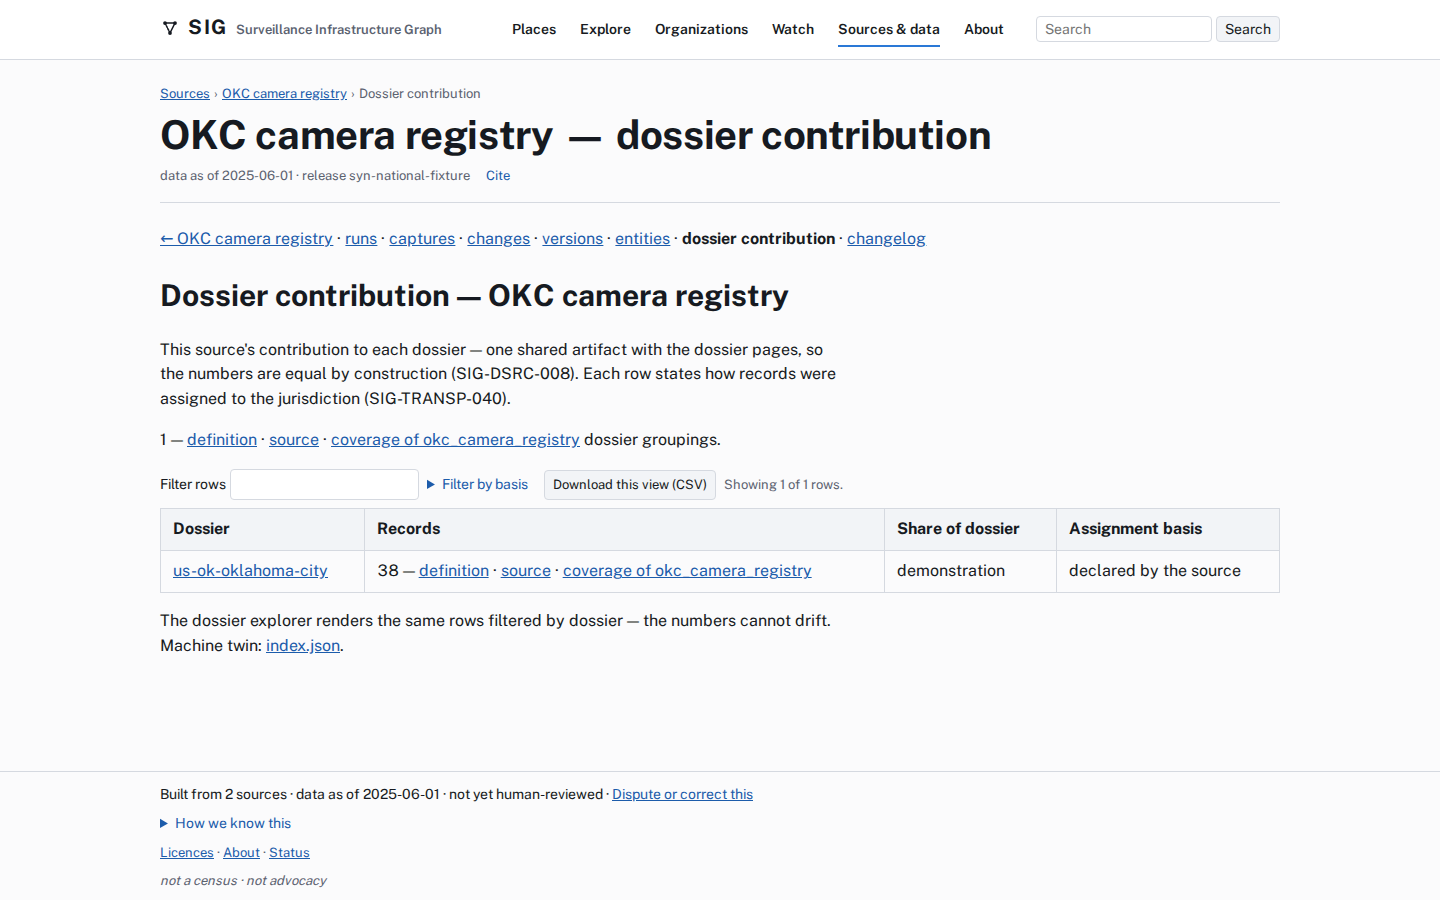 SIG Surveillance Infrastructure Graph Places Explore Organizations Watch Sources & data About Search Search
Sources › OKC camera registry › Dossier contribution
OKC camera registry — dossier contribution
data as of 2025-06-01 · release syn-national-fixture Cite
← OKC camera registry · runs · captures · changes · versions · entities · dossier contribution · changelog
Dossier contribution — OKC camera registry
This source's contribution to each dossier — one shared artifact with the dossier pages, so
the numbers are equal by construction (SIG-DSRC-008). Each row states how records were
assigned to the jurisdiction (SIG-TRANSP-040).
1 — definition · source · coverage of okc_camera_registry dossier groupings.
Filter rows ▶ Filter by basis Download this view (CSV) Showing 1 of 1 rows.
Dossier Records Share of dossier Assignment basis
us-ok-oklahoma-city 38 — definition · source · coverage of okc_camera_registry demonstration declared by the source
The dossier explorer renders the same rows filtered by dossier — the numbers cannot drift.
Machine twin: index.json.
Built from 2 sources · data as of 2025-06-01 · not yet human-reviewed · Dispute or correct this
▶ How we know this
Licences · About · Status
not a census · not advocacy